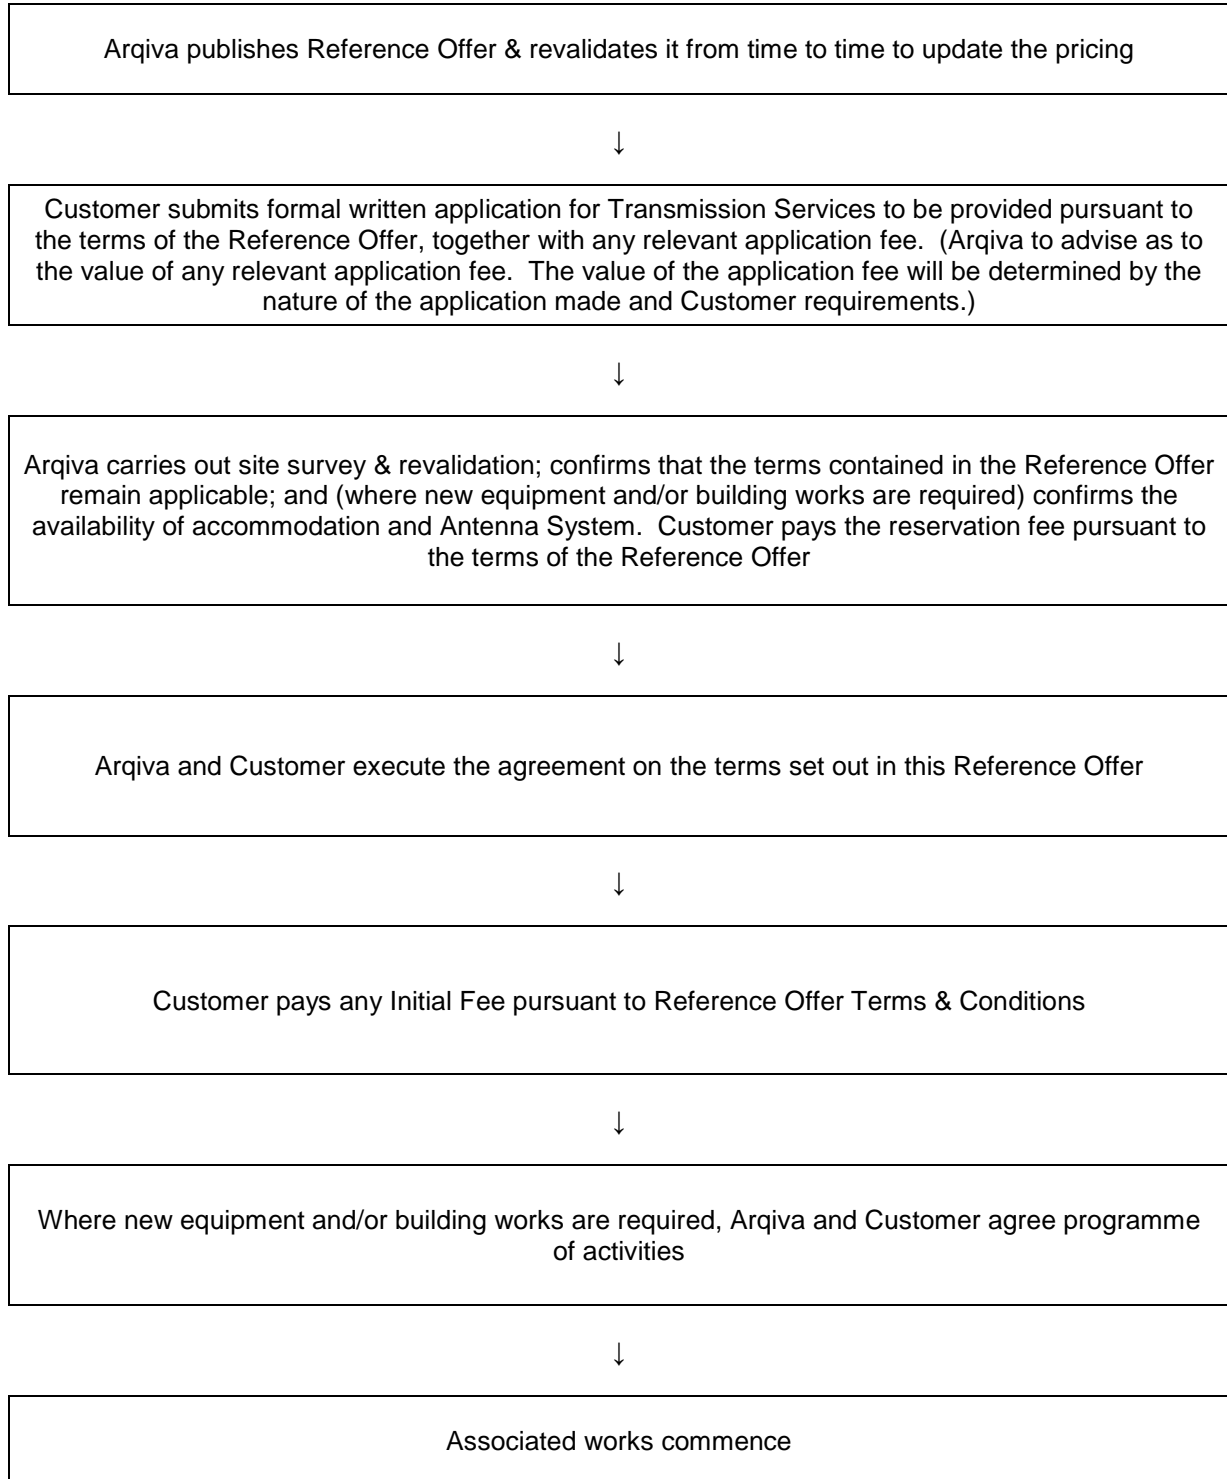 Arqiva publishes Reference Offer & revalidates it from time to time to update the pricing
↓
Customer submits formal written application for Transmission Services to be provided pursuant to
the terms of the Reference Offer, together with any relevant application fee.  (Arqiva to advise as to
the value of any relevant application fee.  The value of the application fee will be determined by the
nature of the application made and Customer requirements.)
↓
Arqiva carries out site survey & revalidation; confirms that the terms contained in the Reference Offer
remain applicable; and (where new equipment and/or building works are required) confirms the
availability of accommodation and Antenna System.  Customer pays the reservation fee pursuant to
the terms of the Reference Offer
↓
Arqiva and Customer execute the agreement on the terms set out in this Reference Offer
↓
Customer pays any Initial Fee pursuant to Reference Offer Terms & Conditions
↓
Where new equipment and/or building works are required, Arqiva and Customer agree programme
of activities
↓
Associated works commence